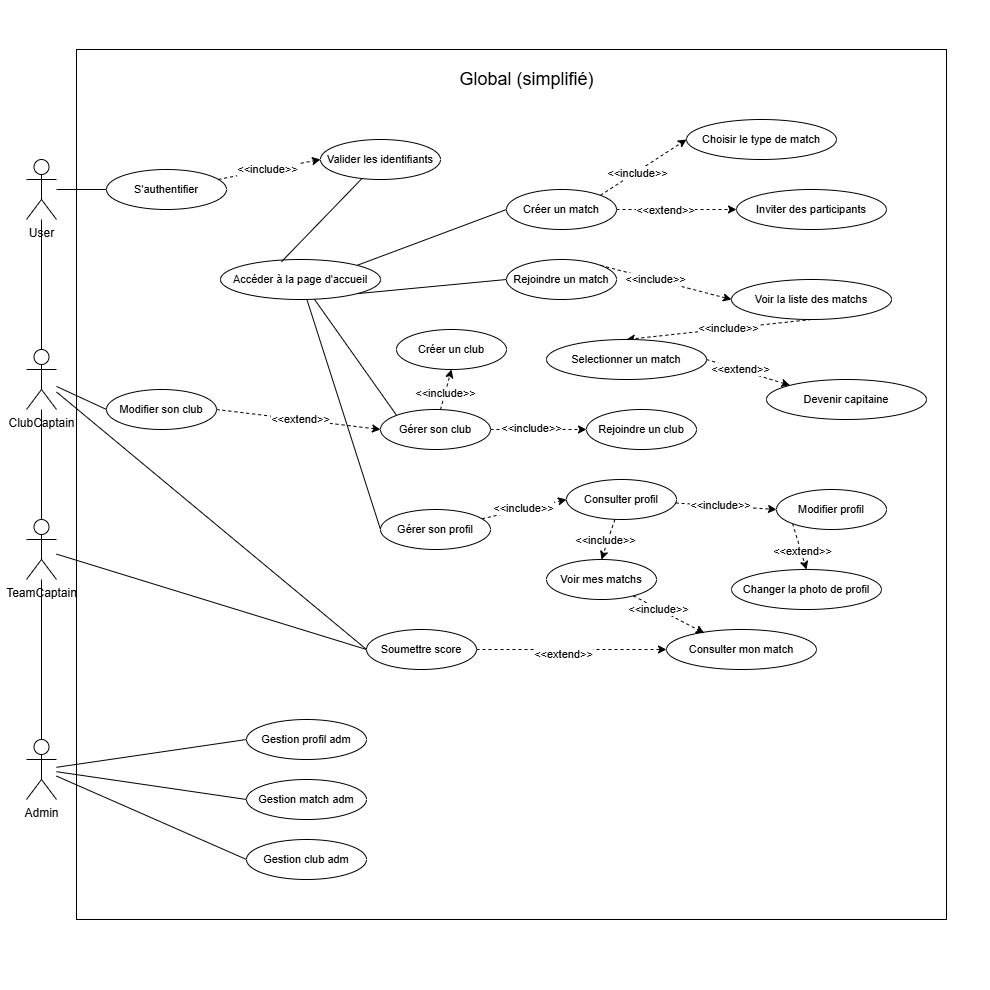 Global (simplifié)
Choisir le type de match
Valider les identifiants
<<include>>
<<include>>
S'authentifier
Créer un match
<<extend>>
Inviter des participants
User
Accéder à la page d'accueil
Rejoindre un match
<<include>>
Voir la liste des matchs
<<include>>
Créer un club
Selectionner un match
<<extend>>
<<include>>
Devenir capitaine
ClubCaptain
Modifier son club
<<extend>>
Gérer son club
<<include>>
Rejoindre un club
Consulter profil
<<include>>
<<include>>
Modifier profil
Gérer son profil
<<include>>
<<extend>>
TeamCaptain
Voir mes matchs
Changer la photo de profil
<<include>>
Soumettre score
<<extend>>
Consulter mon match
Gestion profil adm
Gestion match adm
Admin
Gestion club adm